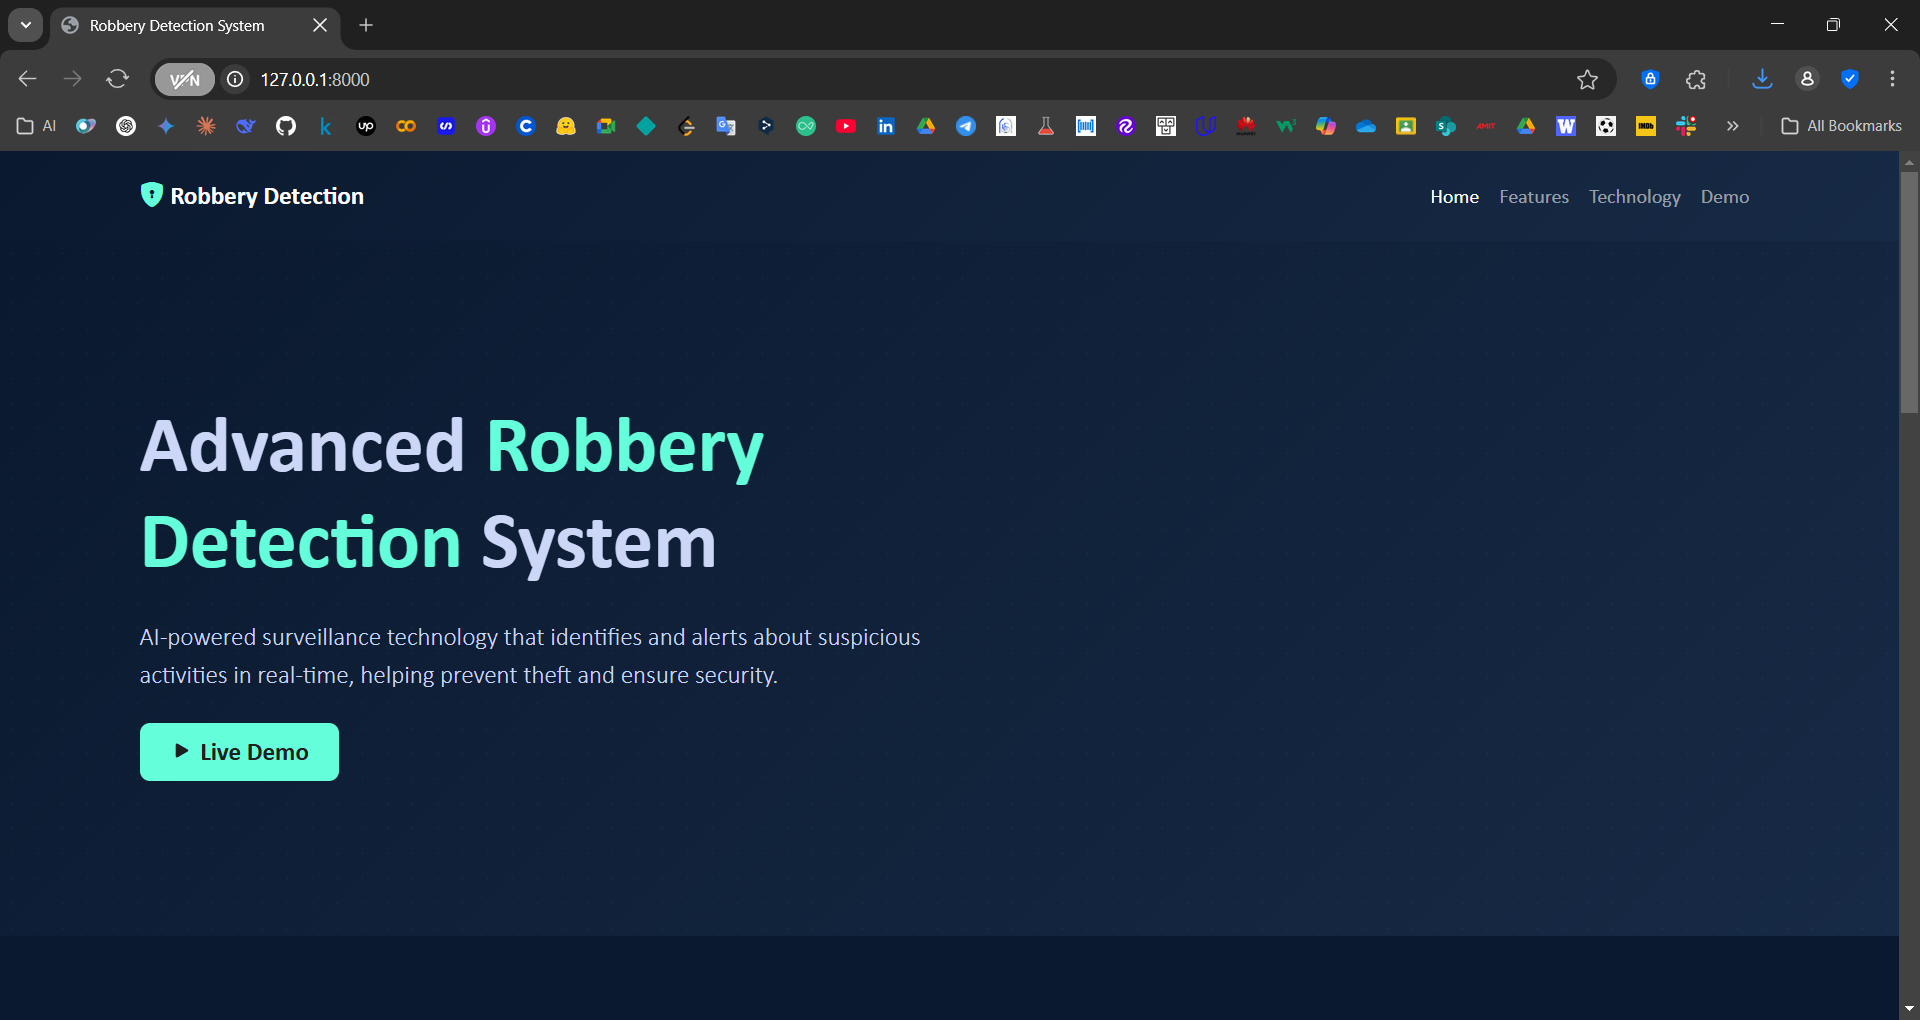 Robbery Detection System
VPN
127.0.0.1:8000
AI
All Bookmarks
Robbery Detection
Home Features Technology Demo
Advanced Robbery
Detection System
AI-powered surveillance technology that identifies and alerts about suspicious
activities in real-time, helping prevent theft and ensure security.
Live Demo